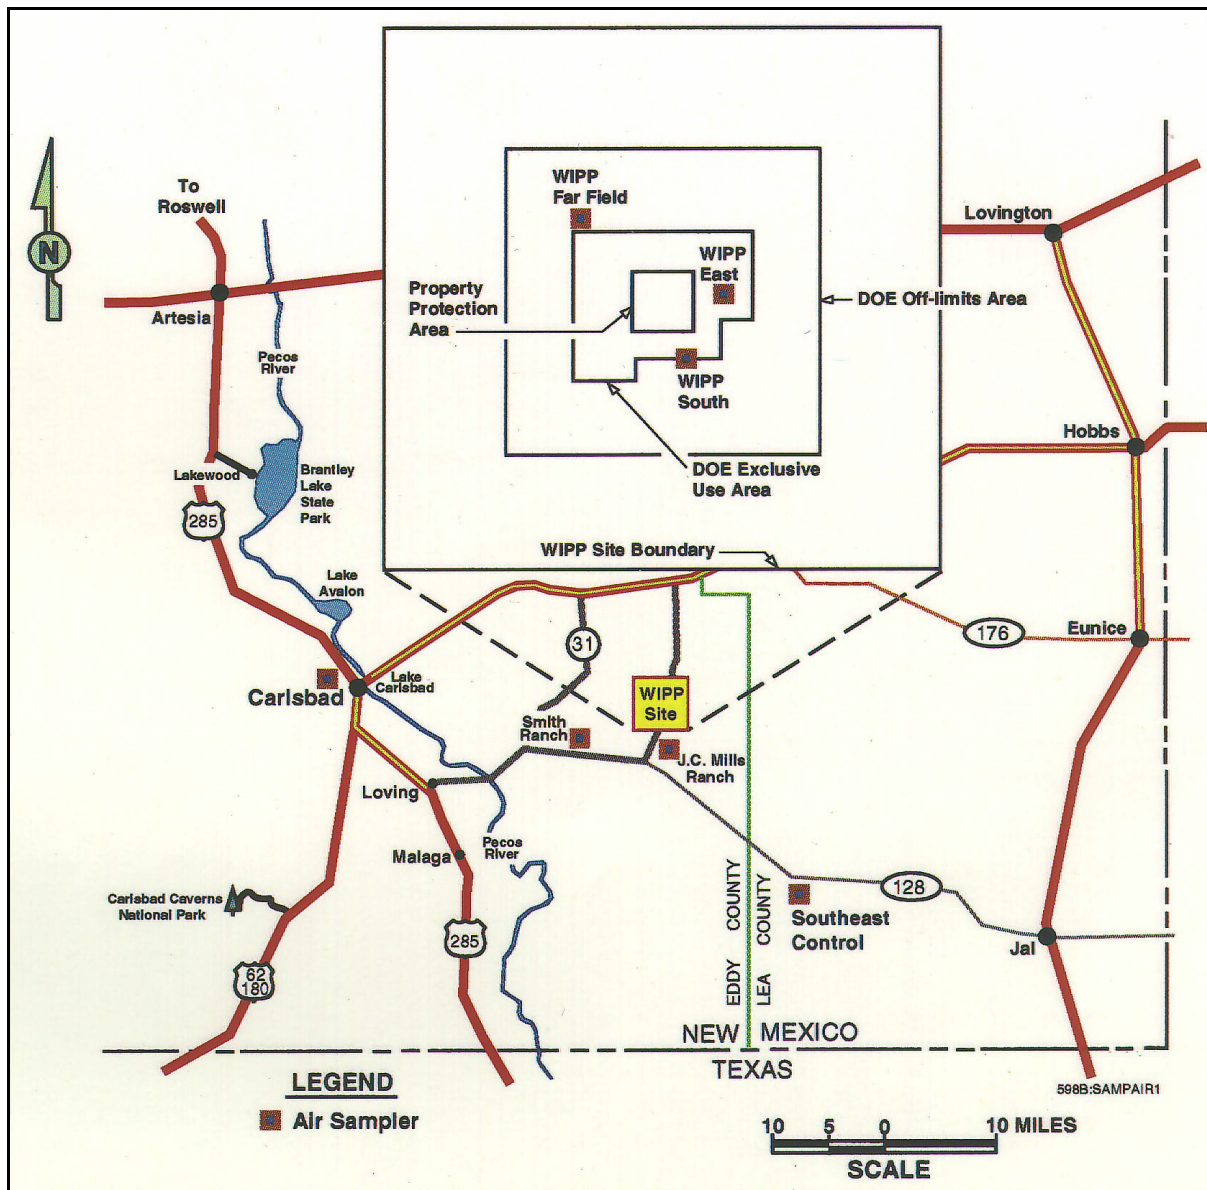 WIPP
Far Field
WIPP
East
Property
Protection
Area
DOE Off-limits Area
WIPP
South
DOE Exclusive
Use Area
WIPP Site Boundary
N
To
Roswell
Artesia
Pecos
River
Lakewood
Brantley
Lake
State
Park
285
Lake
Avalon
Lovington
Hobbs
31
176
Eunice
Carlsbad
Lake
Carlsbad
WIPP
Site
Smith
Ranch
J.C. Mills
Ranch
Loving
Malaga
Pecos
River
Carlsbad Caverns
National Park
285
62
180
128
Southeast
Control
Jal
EDDY COUNTY
LEA COUNTY
NEW MEXICO
TEXAS
598B:SAMPAIR1
LEGEND
Air Sampler
10 5 0 10 MILES
SCALE